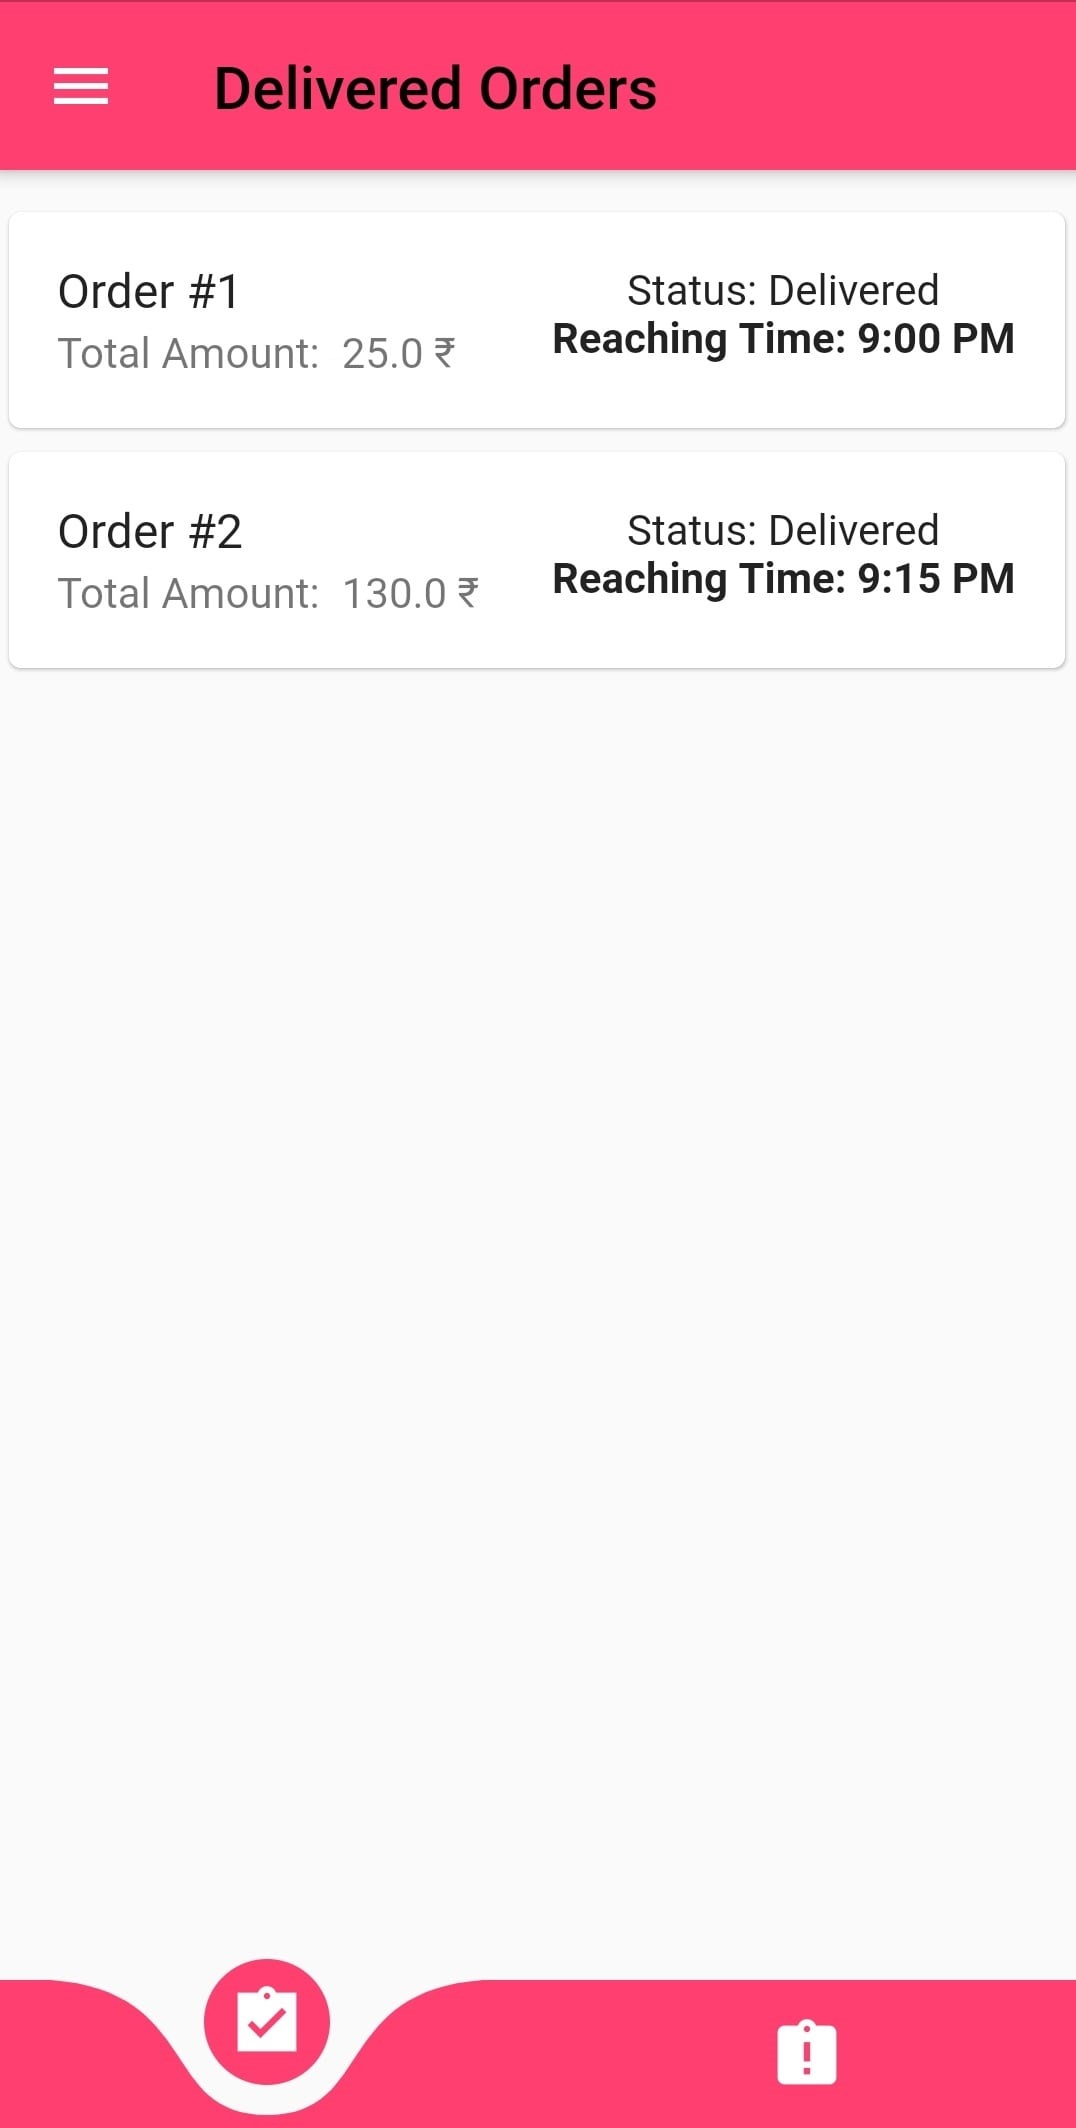 Delivered Orders
Order #1
Total Amount: 25.0 ₹
Status: Delivered
Reaching Time: 9:00 PM
Order #2
Total Amount: 130.0 ₹
Status: Delivered
Reaching Time: 9:15 PM